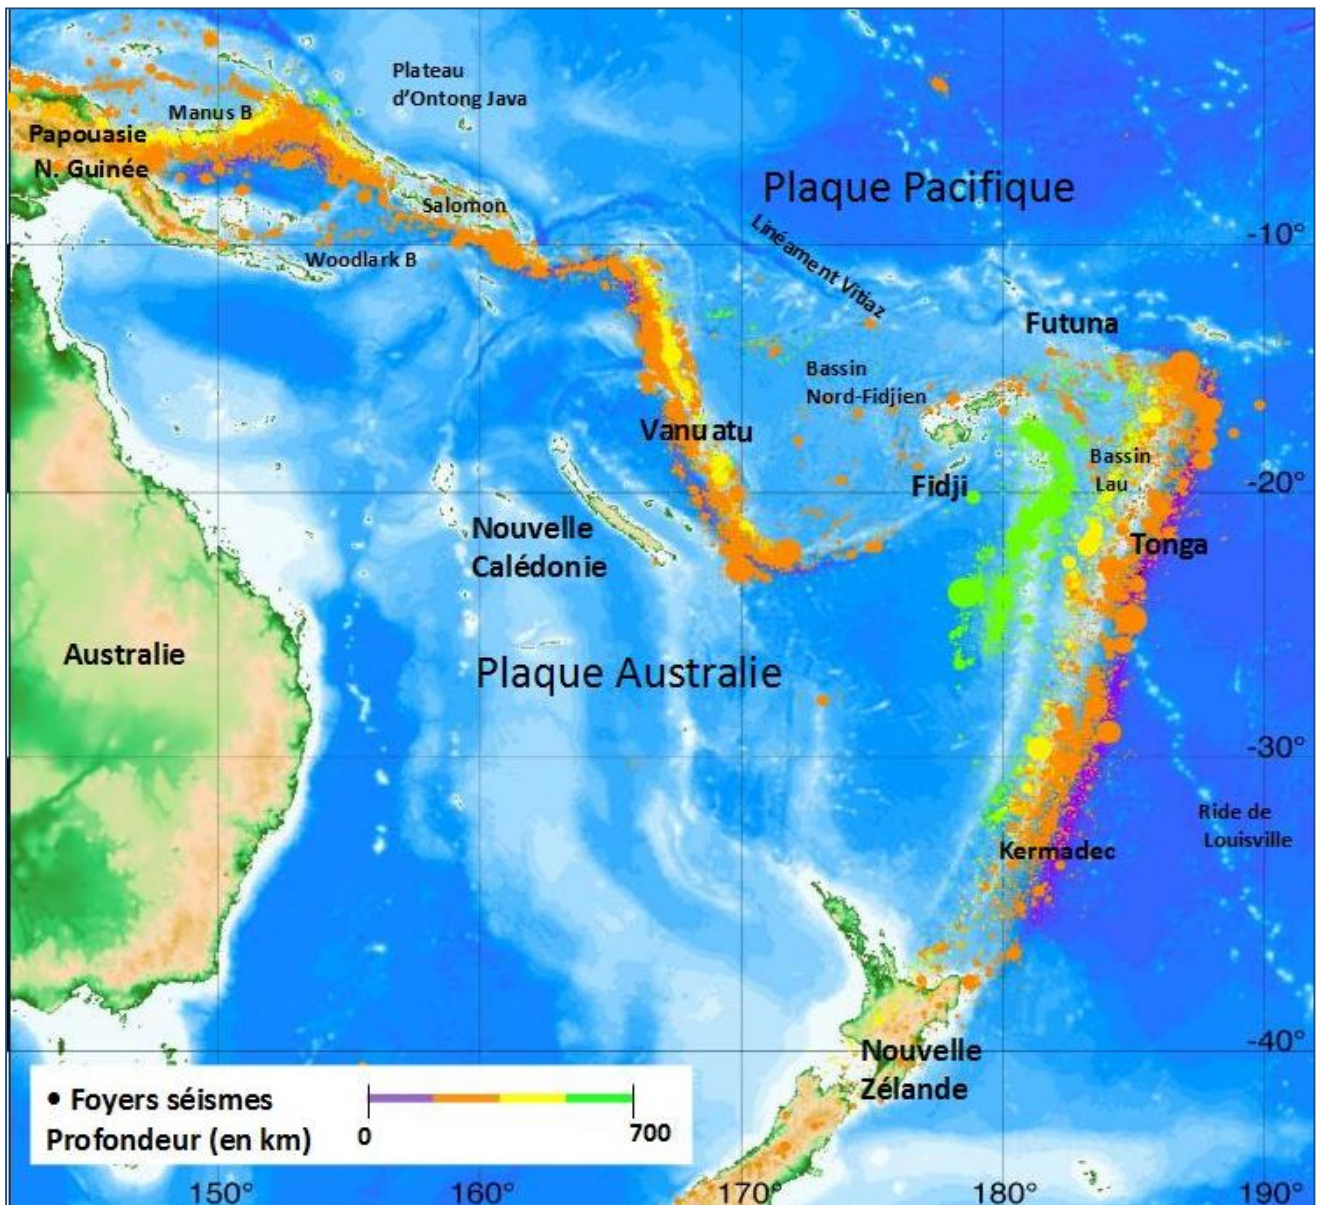 Plateau
d'Ontong Java
Manus B
Papouasie
N. Guinée
Plaque Pacifique
Salomon
-10°
Linéament Vitiaz
Woodlark B
Futuna
Bassin
Nord-Fidjien
Vanuatu
Bassin
Lau
Fidji
-20°
Nouvelle
Calédonie
Tonga
Australie
Plaque Australie
-30°
Ride de
Louisville
Kermadec
-40°
Nouvelle
Zélande
• Foyers séismes
Profondeur (en km)
0
700
150°
160°
170°
180°
190°